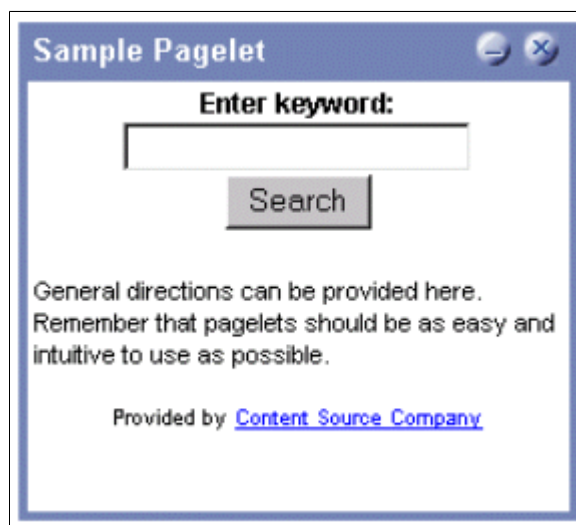 Sample Pagelet
Enter keyword:
Search
General directions can be provided here.
Remember that pagelets should be as easy and
intuitive to use as possible.
Provided by Content Source Company